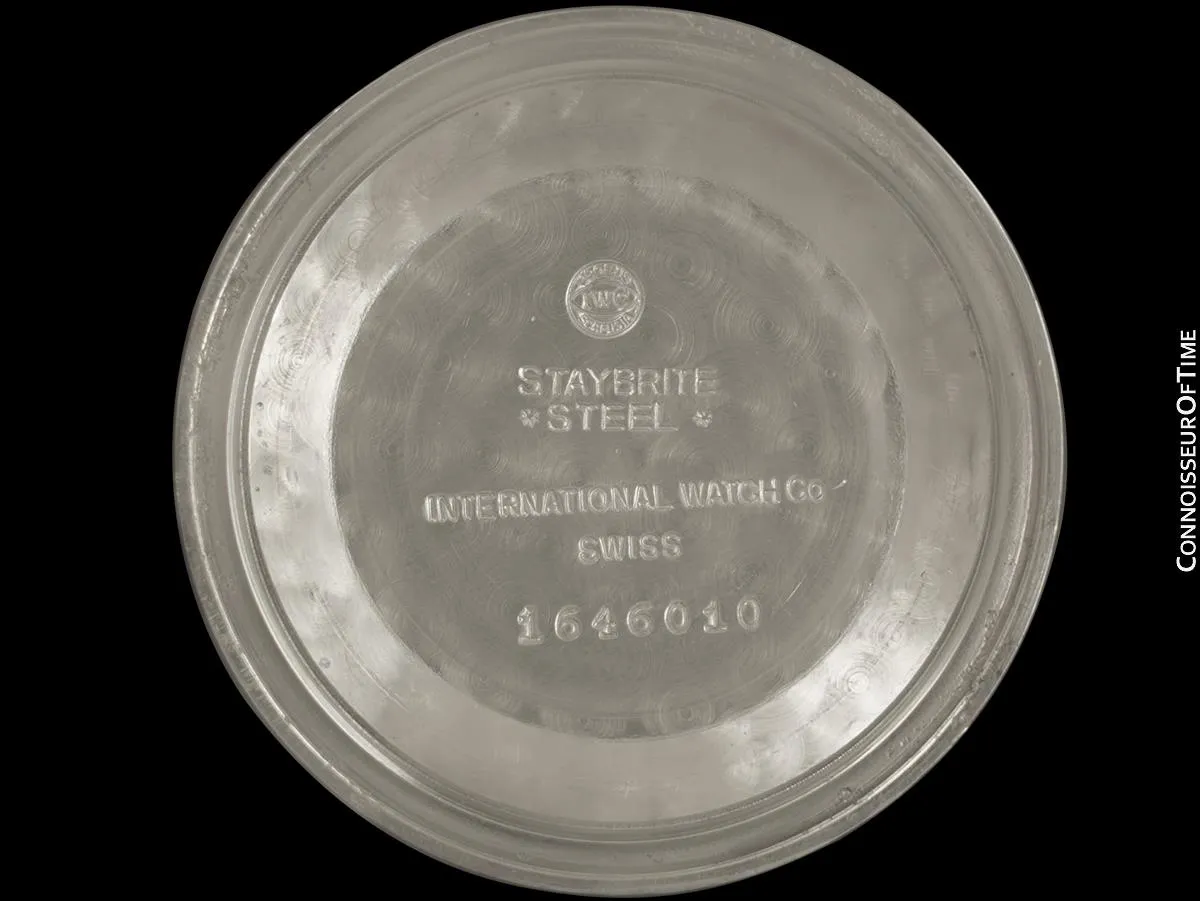 IWC
STAYBRITE
*STEEL*
INTERNATIONAL WATCH Co
SWISS
1646010
CONNOISSEUROFTIME